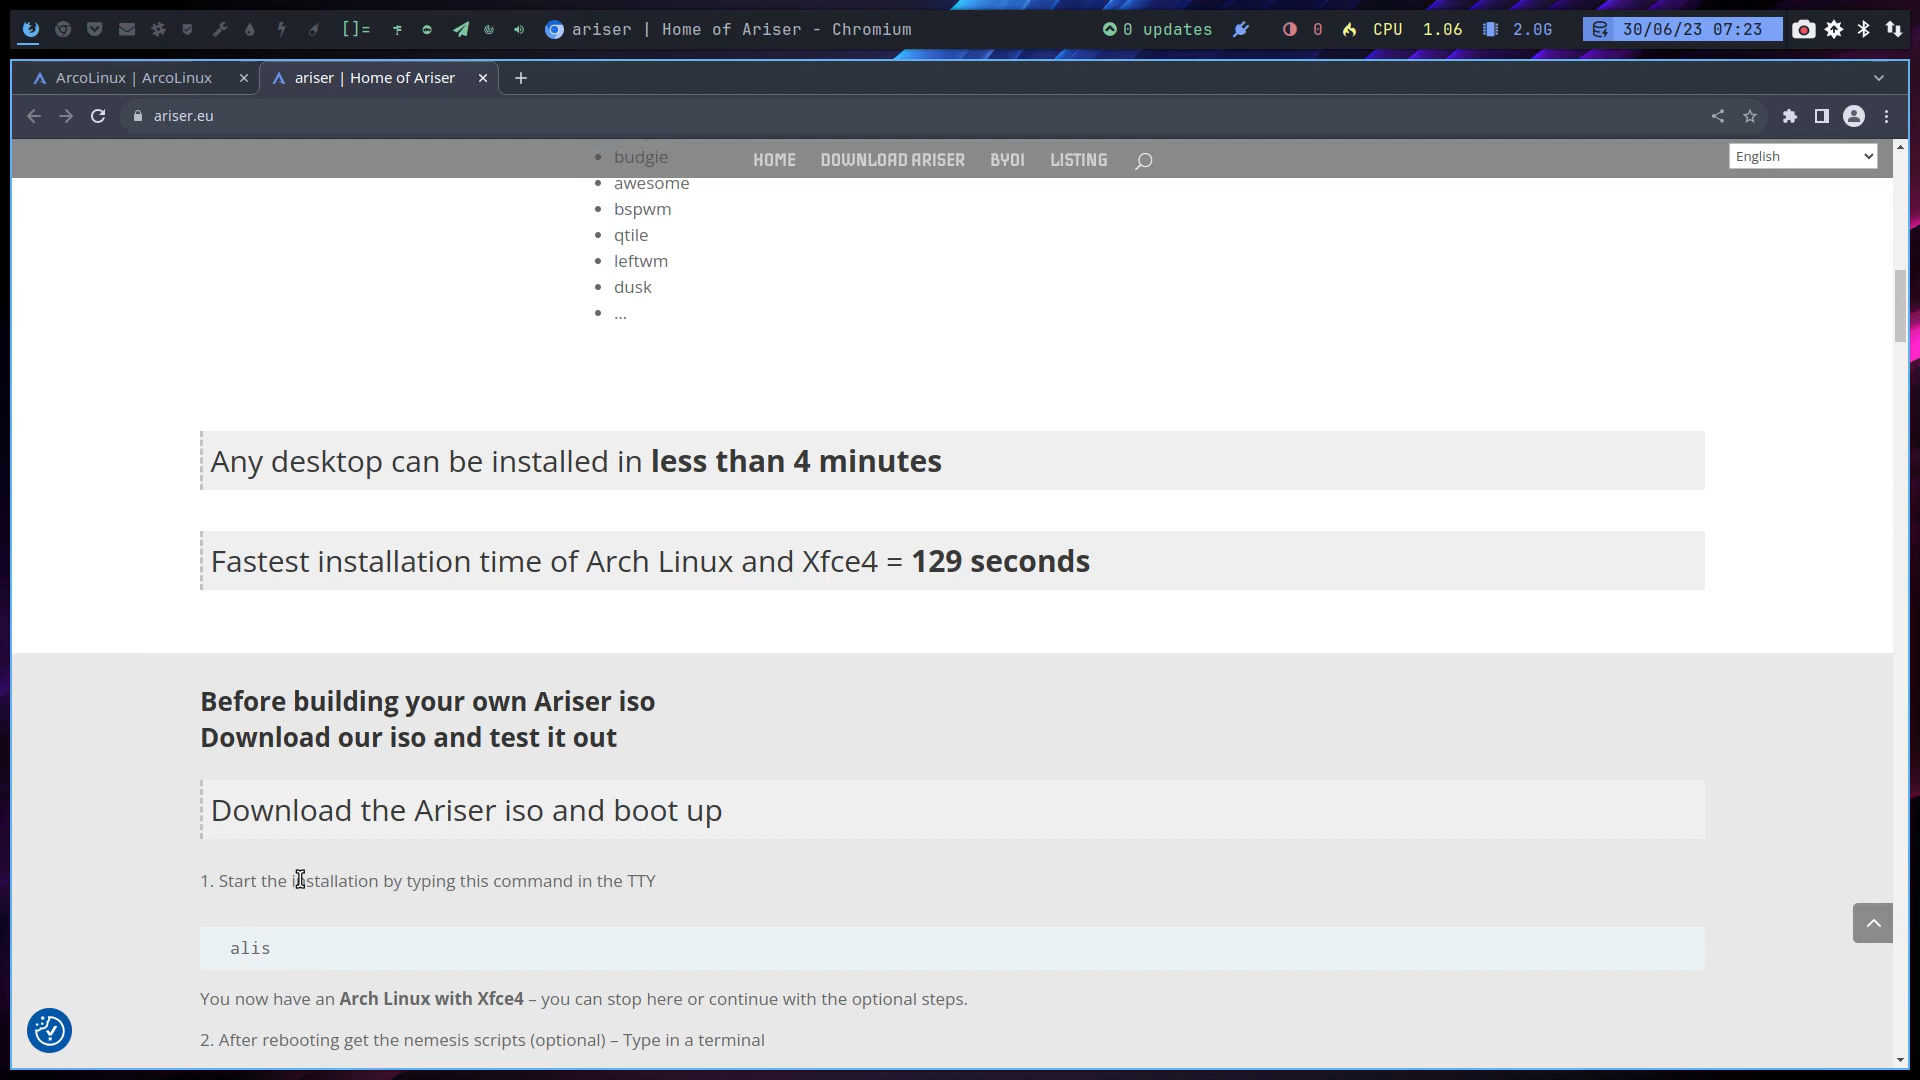 []= ariser | Home of Ariser - Chromium 0 updates 0 CPU 1.06 2.0G 30/06/23 07:23
ArcoLinux | ArcoLinux ariser | Home of Ariser
ariser.eu
HOME DOWNLOAD ARISER BYOI LISTING English
budgie
awesome
bspwm
qtile
leftwm
dusk
...
Any desktop can be installed in less than 4 minutes
Fastest installation time of Arch Linux and Xfce4 = 129 seconds
Before building your own Ariser iso
Download our iso and test it out
Download the Ariser iso and boot up
1. Start the installation by typing this command in the TTY
alis
You now have an Arch Linux with Xfce4 – you can stop here or continue with the optional steps.
2. After rebooting get the nemesis scripts (optional) – Type in a terminal